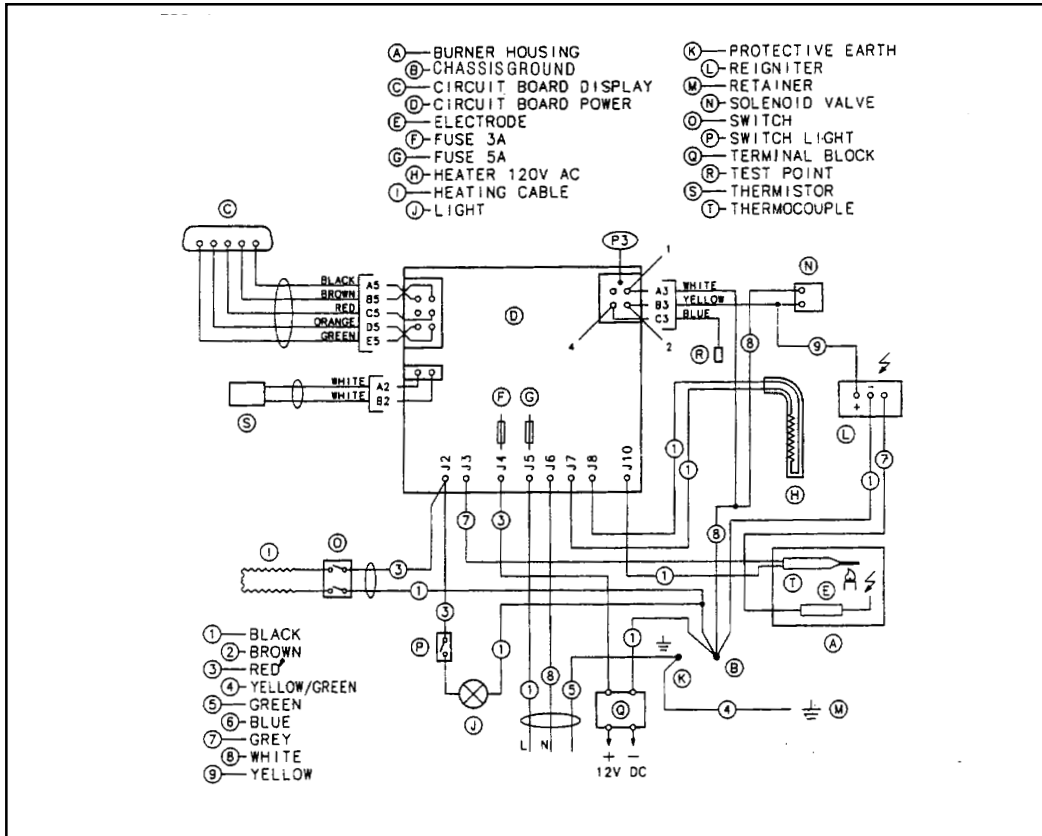 A BURNER HOUSING
B CHASSISGROUND
C CIRCUIT BOARD DISPLAY
D CIRCUIT BOARD POWER
E ELECTRODE
F FUSE 3A
G FUSE 5A
H HEATER 120V AC
I HEATING CABLE
J LIGHT
K PROTECTIVE EARTH
L REIGNITER
M RETAINER
N SOLENOID VALVE
O SWITCH
P SWITCH LIGHT
Q TERMINAL BLOCK
R TEST POINT
S THERMISTOR
T THERMOCOUPLE
C
P3 1
N
BLACK A5
BROWN B5
RED C5
ORANGE D5
GREEN E5
D
A3 WHITE
B3 YELLOW
C3 BLUE
4 2
R
8 9
WHITE A2
WHITE B2
S
F G
L + -
J2 J3 J4 J5 J6 J7 J8 J10
1 1
H
1 7
7 3 8
I O 3
1
1
T E
A
3
P
1 1 8 5
1
K B
J
Q
4 M
L N
+ -
12V DC
1 BLACK
2 BROWN
3 RED
4 YELLOW/GREEN
5 GREEN
6 BLUE
7 GREY
8 WHITE
9 YELLOW